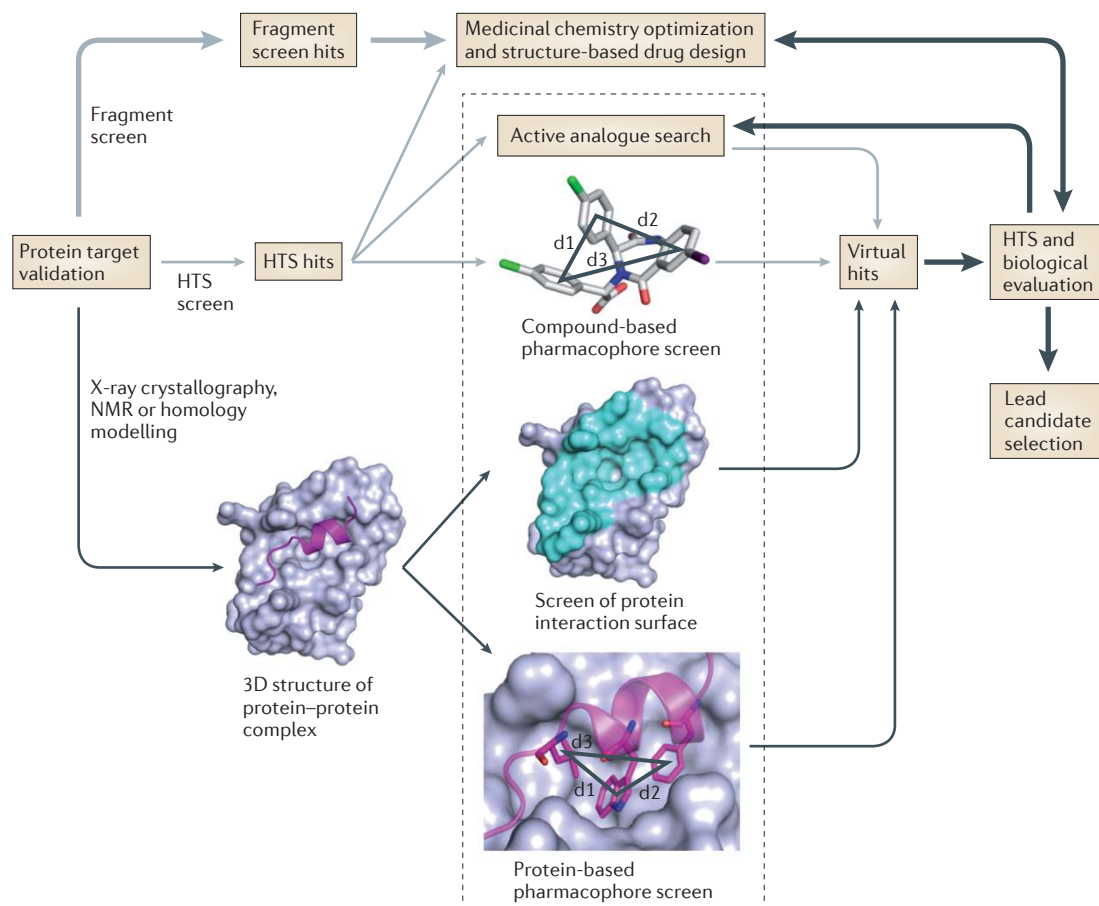 Fragment
screen hits
Medicinal chemistry optimization
and structure-based drug design
Fragment
screen
Active analogue search
d1
d2
d3
Protein target
validation
HTS
screen
HTS hits
Virtual
hits
HTS and
biological
evaluation
Compound-based
pharmacophore screen
X-ray crystallography,
NMR or homology
modelling
Lead
candidate
selection
Screen of protein
interaction surface
3D structure of
protein–protein
complex
d3
d1
d2
Protein-based
pharmacophore screen